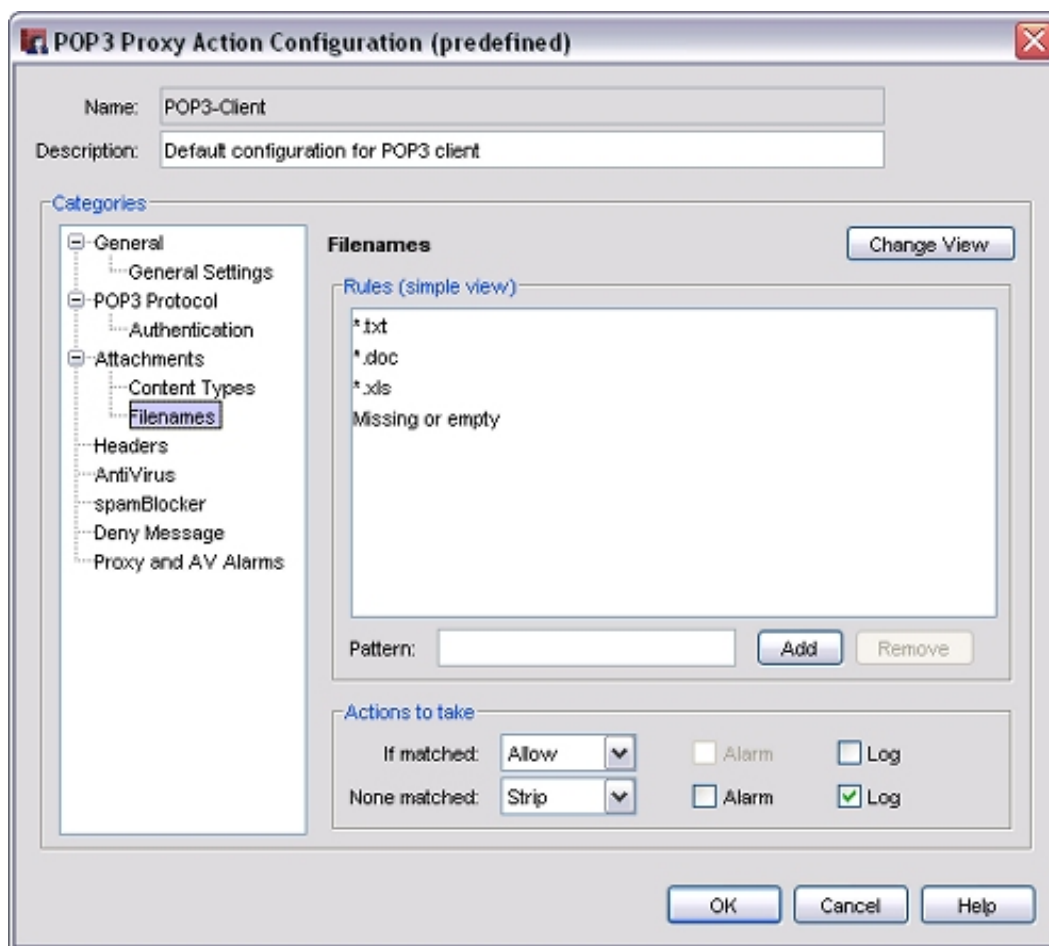 POP3 Proxy Action Configuration (predefined)
Name: POP3-Client
Description: Default configuration for POP3 client
Categories
General
General Settings
POP3 Protocol
Authentication
Attachments
Content Types
Filenames
Headers
AntiVirus
spamBlocker
Deny Message
Proxy and AV Alarms
Filenames
Change View
Rules (simple view)
*.txt
*.doc
*.xls
Missing or empty
Pattern: Add Remove
Actions to take
If matched: Allow Alarm Log
None matched: Strip Alarm Log
OK Cancel Help